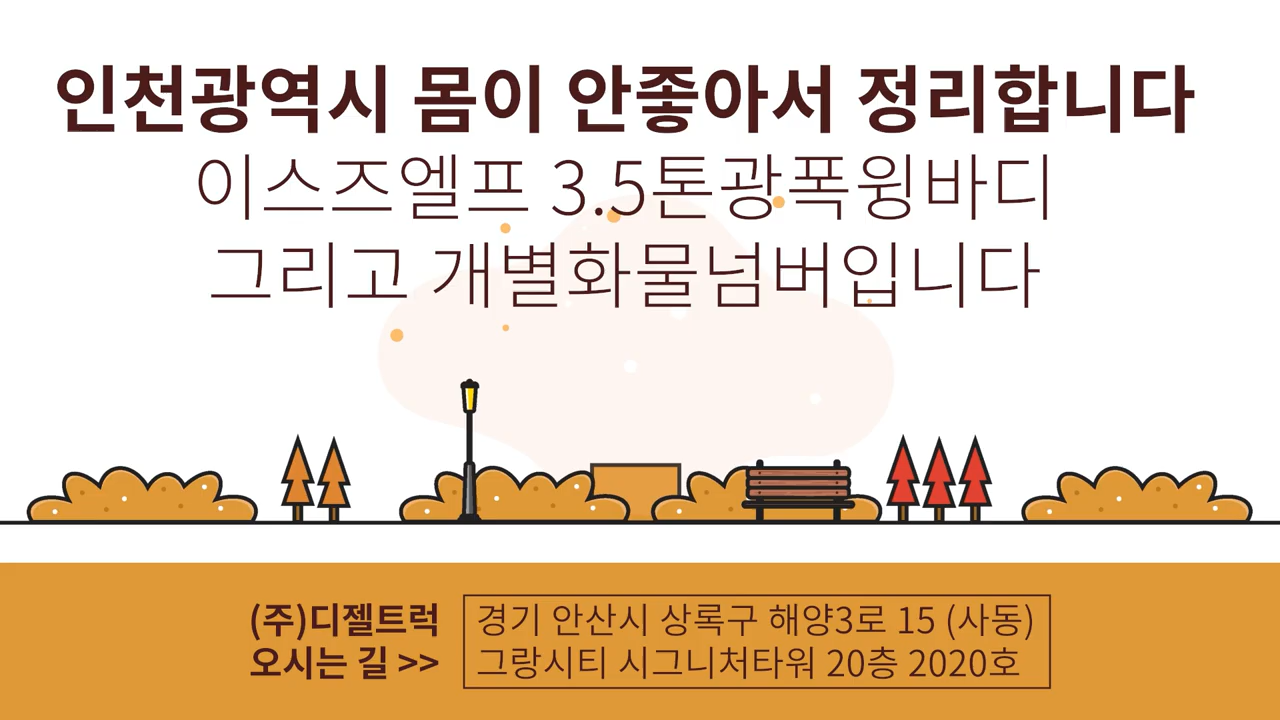 인천광역시 몸이 안좋아서 정리합니다
이스즈엘프 3.5톤광폭윙바디
그리고 개별화물넘버입니다
(주)디젤트럭
오시는 길 >>
경기 안산시 상록구 해양3로 15 (사동)
그랑시티 시그니처타워 20층 2020호